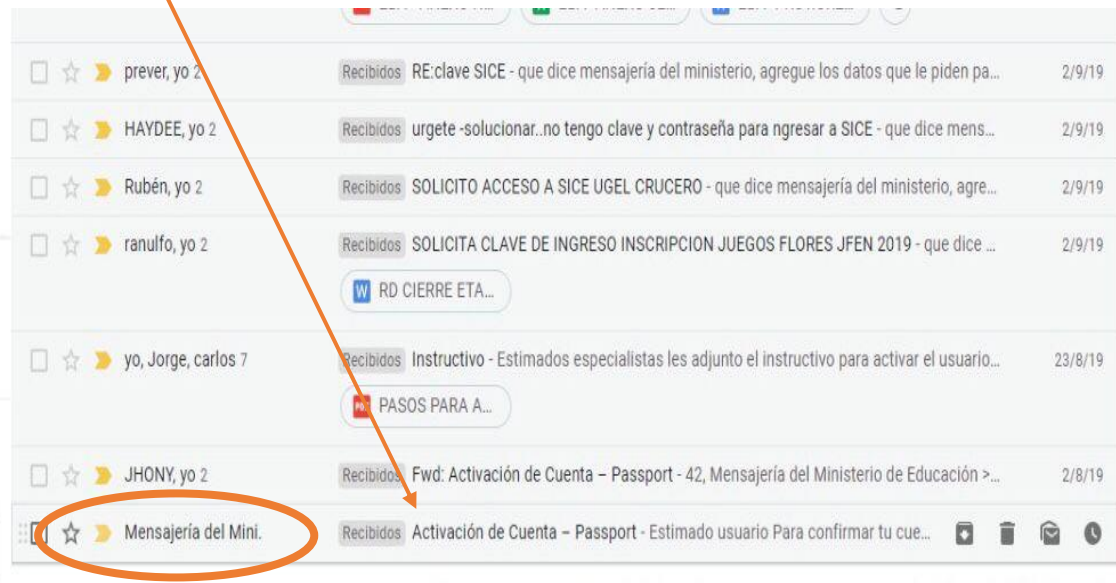 prever, yo 2 Recibidos RE:clave SICE - que dice mensajería del ministerio, agregue los datos que le piden pa... 2/9/19
HAYDEE, yo 2 Recibidos urgete -solucionar..no tengo clave y contraseña para ngresar a SICE - que dice mens... 2/9/19
Rubén, yo 2 Recibidos SOLICITO ACCESO A SICE UGEL CRUCERO - que dice mensajería del ministerio, agre... 2/9/19
ranulfo, yo 2 Recibidos SOLICITA CLAVE DE INGRESO INSCRIPCION JUEGOS FLORES JFEN 2019 - que dice ... 2/9/19
W RD CIERRE ETA...
yo, Jorge, carlos 7 Recibidos Instructivo - Estimados especialistas les adjunto el instructivo para activar el usuario... 23/8/19
PDF PASOS PARA A...
JHONY, yo 2 Recibidos Fwd: Activación de Cuenta – Passport - 42, Mensajería del Ministerio de Educación >... 2/8/19
Mensajería del Mini. Recibidos Activación de Cuenta – Passport - Estimado usuario Para confirmar tu cue...